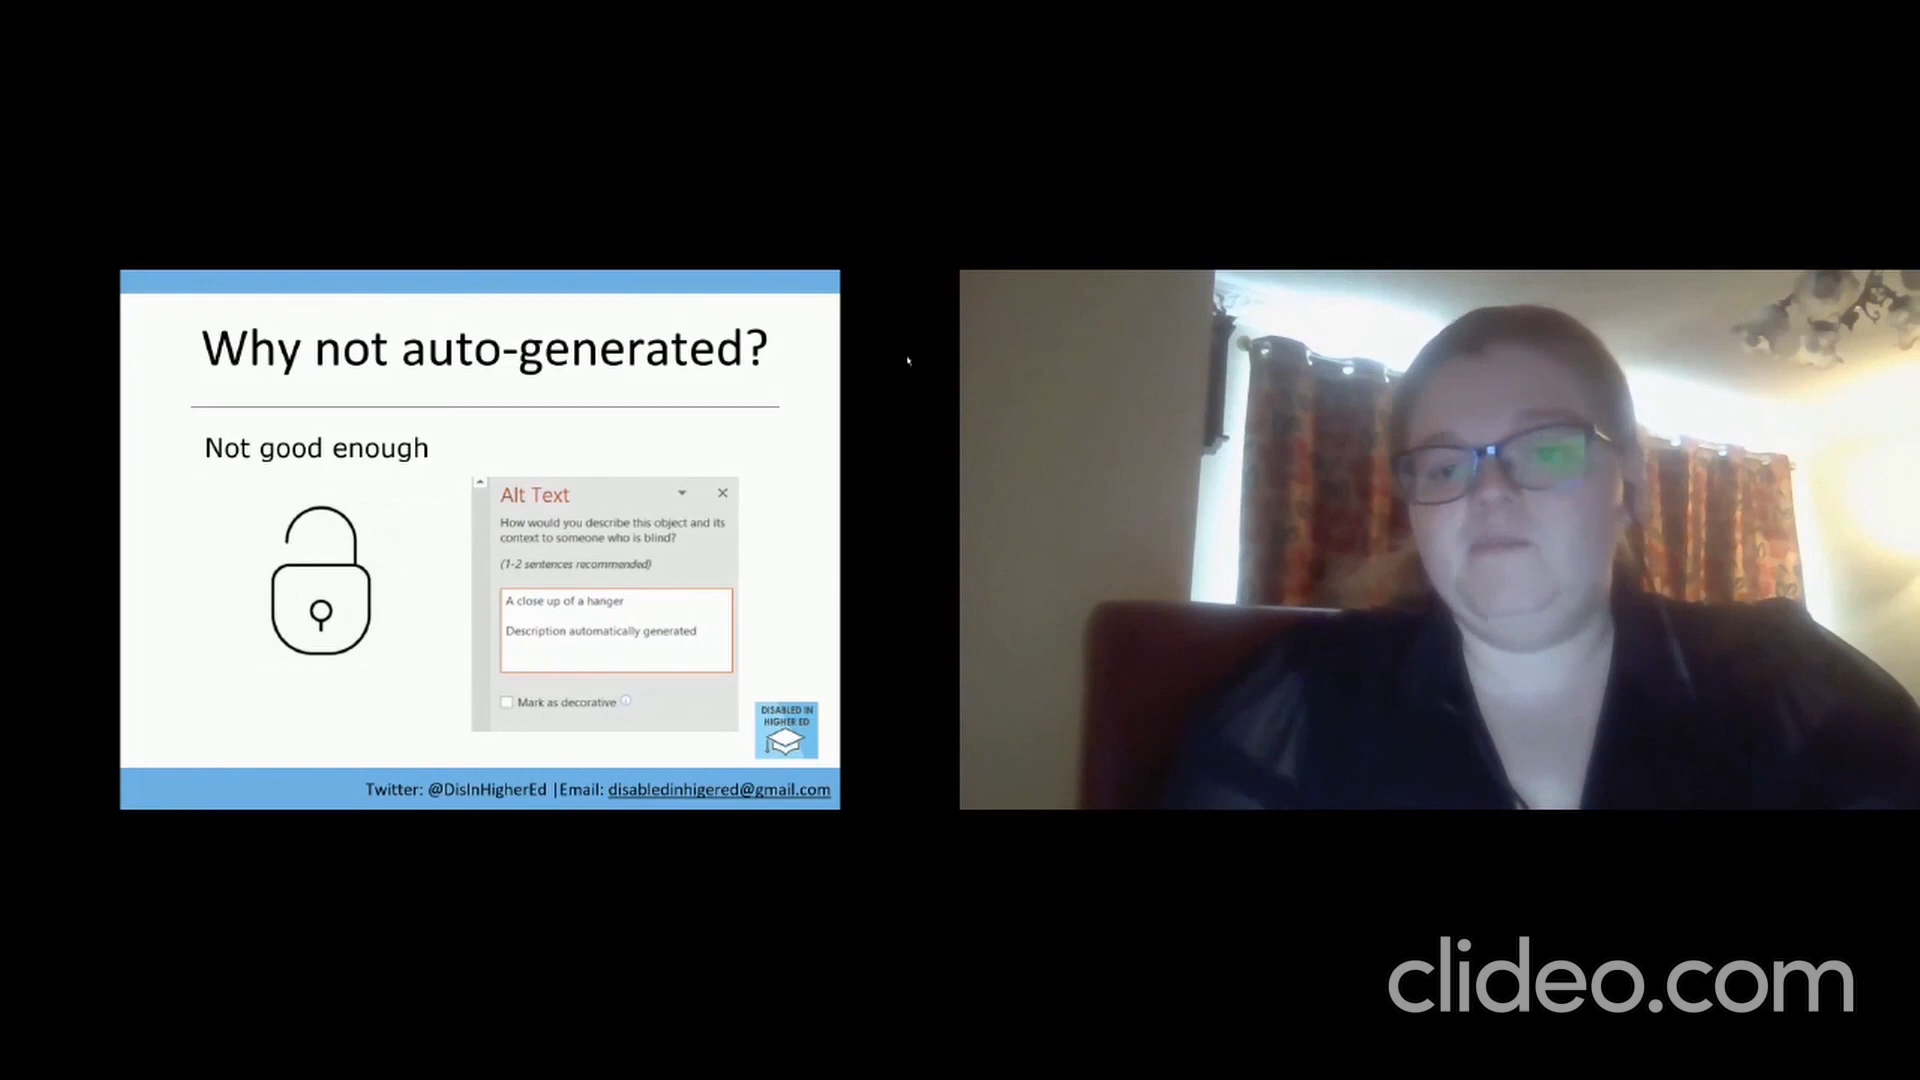 Why not auto-generated?
Not good enough
Alt Text
How would you describe this object and its
context to someone who is blind?
(1-2 sentences recommended)
A close up of a hanger
Description automatically generated
Mark as decorative
DISABLED IN
HIGHER ED
Twitter: @DisInHigherEd |Email: disabledinhigered@gmail.com
clideo.com